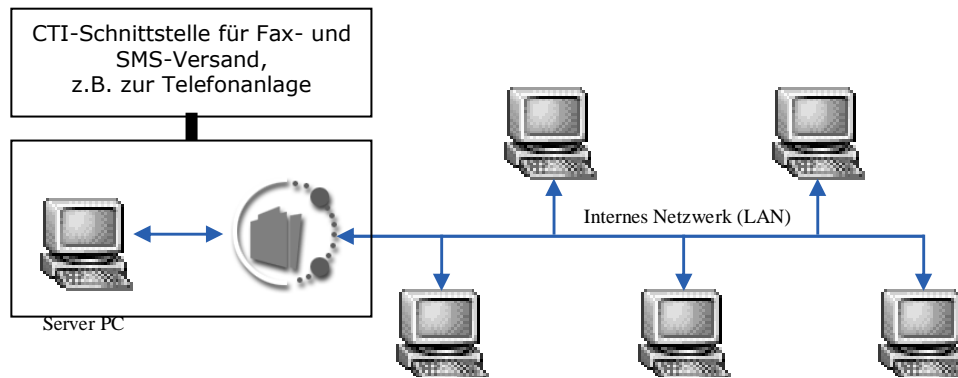 CTI-Schnittstelle für Fax- und
SMS-Versand,
z.B. zur Telefonanlage
Internes Netzwerk (LAN)
Server PC